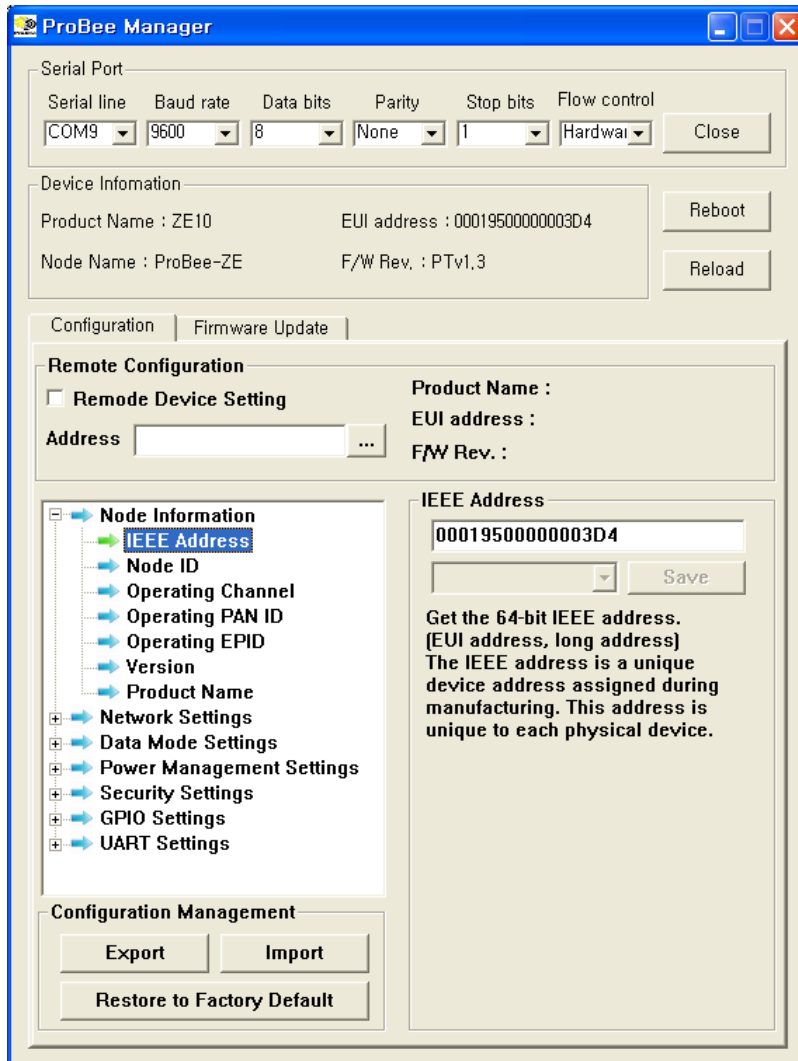 ProBee Manager
Serial Port
Serial line Baud rate Data bits Parity Stop bits Flow control
COM9 9600 8 None 1 Hardwar Close
Device Infomation
Product Name : ZE10 EUI address : 00019500000003D4
Node Name : ProBee-ZE F/W Rev. : PTv1.3
Reboot
Reload
Configuration Firmware Update
Remote Configuration
Remode Device Setting
Address ...
Product Name :
EUI address :
F/W Rev. :
Node Information
IEEE Address
Node ID
Operating Channel
Operating PAN ID
Operating EPID
Version
Product Name
Network Settings
Data Mode Settings
Power Management Settings
Security Settings
GPIO Settings
UART Settings
IEEE Address
00019500000003D4
Save
Get the 64-bit IEEE address.
(EUI address, long address)
The IEEE address is a unique
device address assigned during
manufacturing. This address is
unique to each physical device.
Configuration Management
Export Import
Restore to Factory Default